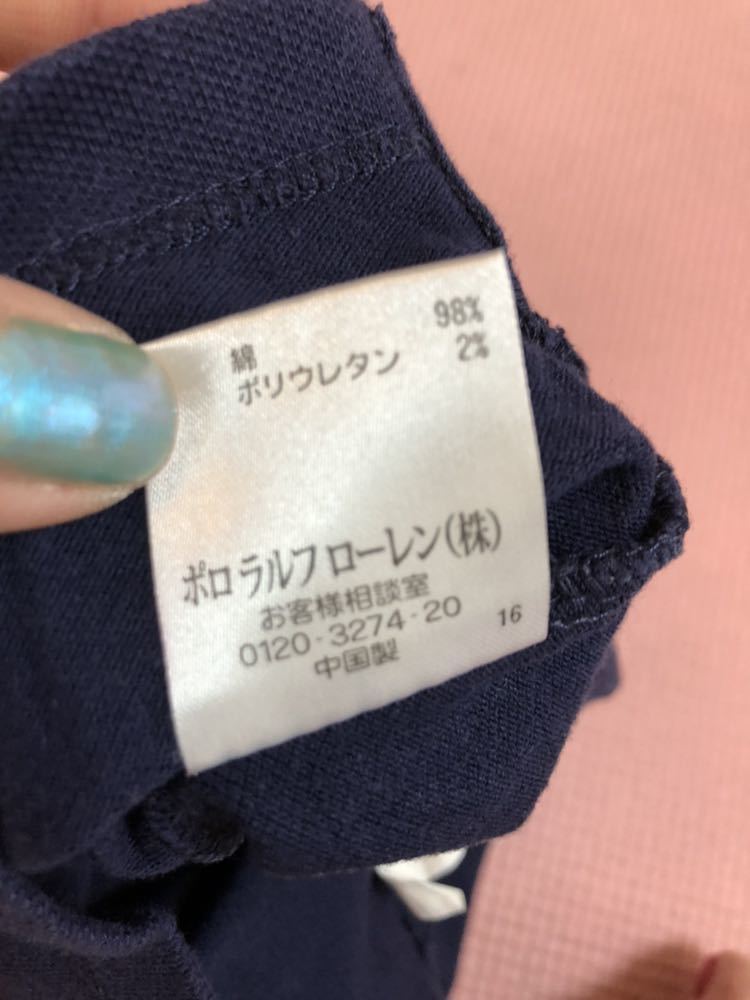 綿 98%
ポリウレタン 2%
ポロ ラルフ ローレン(株)
お客様相談室
0120-3274-20
中国製
16